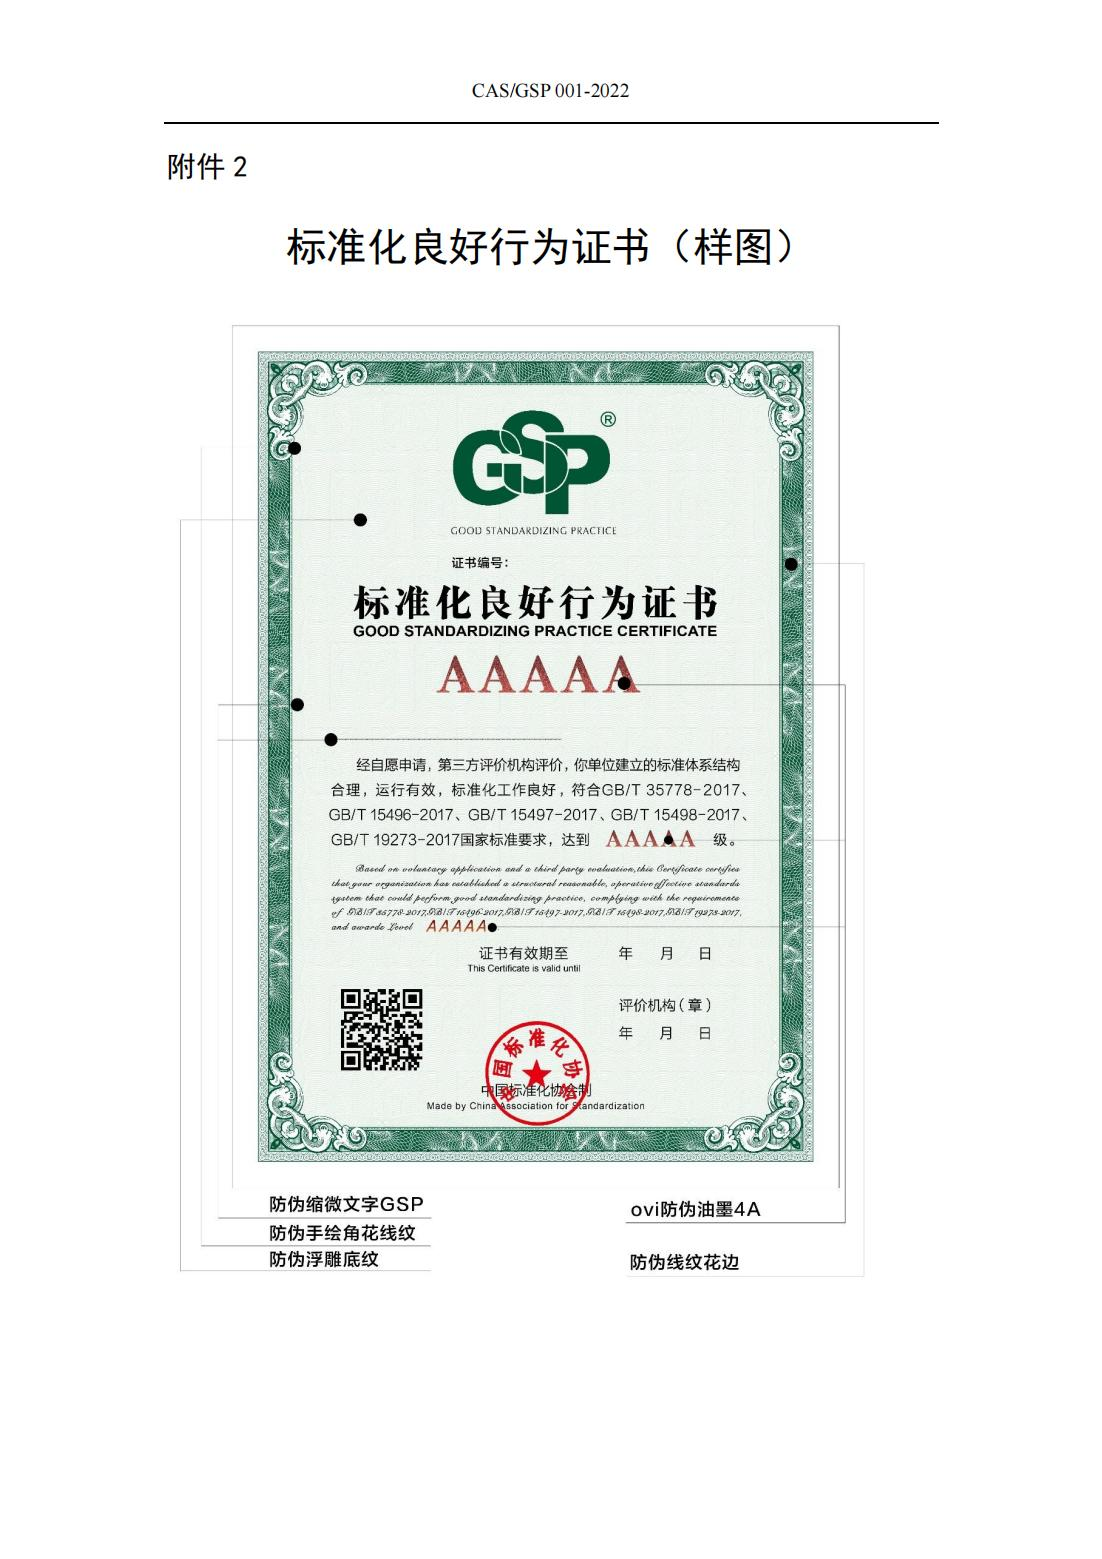 CAS/GSP 001-2022
附件 2
标准化良好行为证书（样图）
GSP®
GOOD STANDARDIZING PRACTICE
证书编号：
标准化良好行为证书
GOOD STANDARDIZING PRACTICE CERTIFICATE
AAAAA
经自愿申请，第三方评价机构评价，你单位建立的标准体系结构
合理，运行有效，标准化工作良好，符合GB/T 35778-2017、
GB/T 15496-2017、GB/T 15497-2017、GB/T 15498-2017、
GB/T 19273-2017国家标准要求，达到 AAAAA 级。
Based on voluntary application and a third party evaluation,this Certificate certifies
that your organization has established a structural reasonable, operative effective standards
system that could perform good standardizing practice, complying with the requirements
of GB/T 35778-2017,GB/T 15496-2017,GB/T 15497-2017,GB/T 15498-2017,GB/T 19273-2017,
and awards Level AAAAA
证书有效期至 年 月 日
This Certificate is valid until
评价机构（章）
年 月 日
中国标准化协会
中国标准化协会制
Made by China Association for Standardization
防伪缩微文字GSP
防伪手绘角花线纹
防伪浮雕底纹
ovi防伪油墨4A
防伪线纹花边